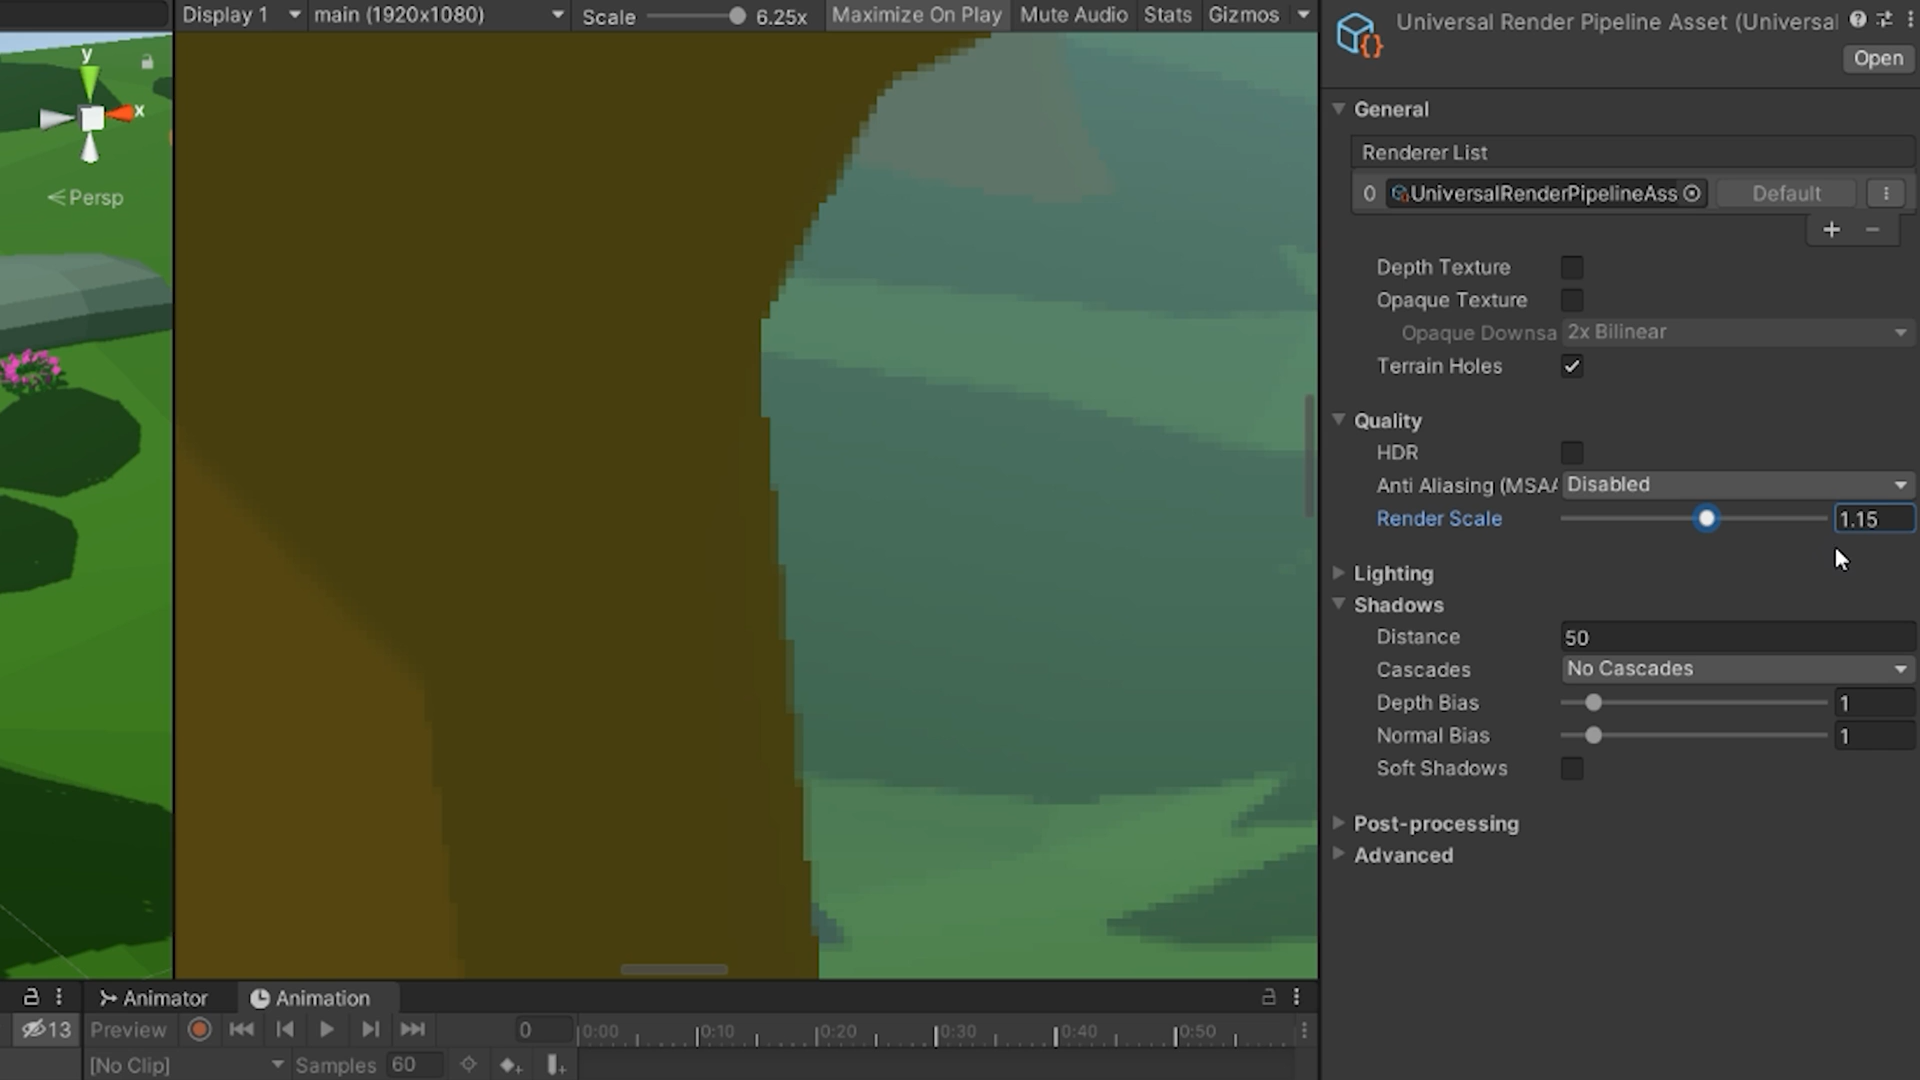 Display 1 main (1920x1080) Scale 6.25x Maximize On Play Mute Audio Stats Gizmos
y
x
Persp
Universal Render Pipeline Asset (Universal
Open
General
Renderer List
0 UniversalRenderPipelineAss Default
+ −
Depth Texture
Opaque Texture
Opaque Downsa 2x Bilinear
Terrain Holes
Quality
HDR
Anti Aliasing (MSAA Disabled
Render Scale 1.15
Lighting
Shadows
Distance 50
Cascades No Cascades
Depth Bias 1
Normal Bias 1
Soft Shadows
Post-processing
Advanced
Animator Animation
13 Preview 0 0:00 0:10 0:20 0:30 0:40 0:50
[No Clip] Samples 60